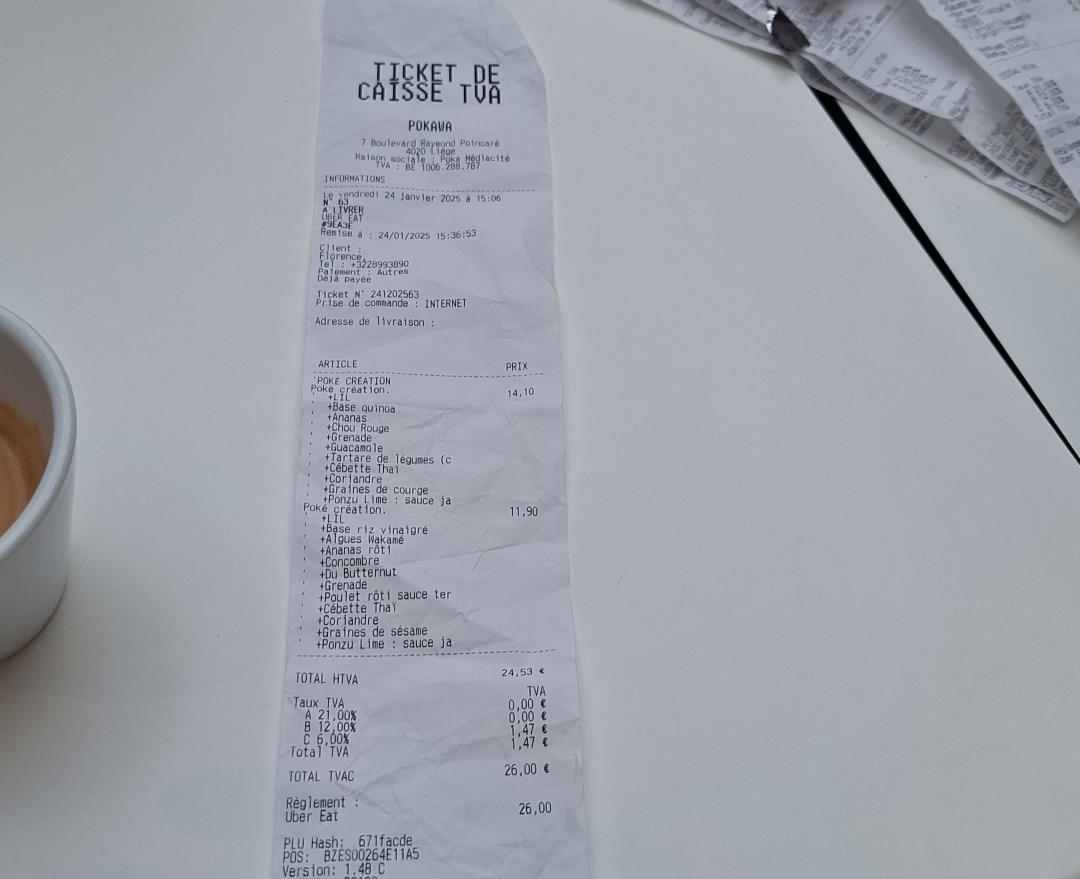 TICKET DE
CAISSE TVA
POKAWA
7 Boulevard Raymond Poincaré
4020 Liège
Raison sociale : Poka Médiacité
TVA : BE 1006.288.787
INFORMATIONS
Le vendredi 24 janvier 2025 à 15:06
N° 63
A LIVRER
UBER EAT
#9EA3E
Remise à : 24/01/2025 15:36:53
Client :
Florence,
Tel : +3228993890
Paiement : Autres
Déjà payée
Ticket N° 241202563
Prise de commande : INTERNET
Adresse de livraison :
ARTICLE PRIX
'POKE CREATION
Poké création. 14,10
+LIL
+Base quinoa
+Ananas
+Chou Rouge
+Grenade
+Guacamole
+Tartare de légumes (c
+Cébette Thaï
+Coriandre
+Graines de courge
+Ponzu Lime : sauce ja
Poké création. 11,90
+LIL
+Base riz vinaigré
+Algues Wakamé
+Ananas rôti
+Concombre
+Du Butternut
+Grenade
+Poulet rôti sauce ter
+Cébette Thaï
+Coriandre
+Graines de sésame
+Ponzu Lime : sauce ja
TOTAL HTVA 24,53 €
Taux TVA TVA
A 21,00% 0,00 €
B 12,00% 0,00 €
C 6,00% 1,47 €
Total TVA 1,47 €
TOTAL TVAC 26,00 €
Règlement :
Uber Eat 26,00
PLU Hash: 671facde
POS: BZES00264E11A5
Version: 1.48 C